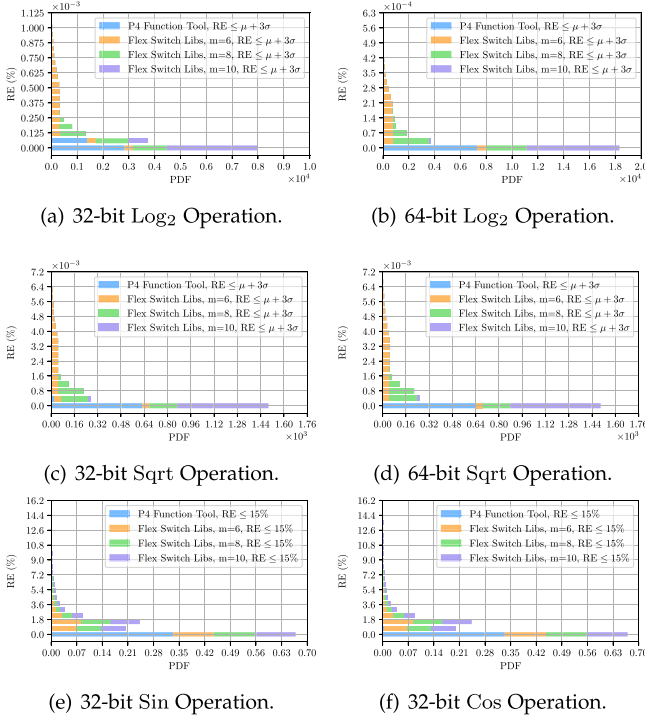 ×10⁻³
1.125
1.000
0.875
0.750
0.625
0.500
0.375
0.250
0.125
0.000
RE (%)
P4 Function Tool, RE ≤ μ + 3σ
Flex Switch Libs, m=6, RE ≤ μ + 3σ
Flex Switch Libs, m=8, RE ≤ μ + 3σ
Flex Switch Libs, m=10, RE ≤ μ + 3σ
0.0 0.1 0.2 0.3 0.4 0.5 0.6 0.7 0.8 0.9 1.0
PDF ×10⁴
(a) 32-bit Log₂ Operation.
×10⁻⁴
6.3
5.6
4.9
4.2
3.5
2.8
2.1
1.4
0.7
0.0
RE (%)
P4 Function Tool, RE ≤ μ + 3σ
Flex Switch Libs, m=6, RE ≤ μ + 3σ
Flex Switch Libs, m=8, RE ≤ μ + 3σ
Flex Switch Libs, m=10, RE ≤ μ + 3σ
0.0 0.2 0.4 0.6 0.8 1.0 1.2 1.4 1.6 1.8 2.0
PDF ×10⁴
(b) 64-bit Log₂ Operation.
×10⁻³
7.2
6.4
5.6
4.8
4.0
3.2
2.4
1.6
0.8
0.0
RE (%)
P4 Function Tool, RE ≤ μ + 3σ
Flex Switch Libs, m=6, RE ≤ μ + 3σ
Flex Switch Libs, m=8, RE ≤ μ + 3σ
Flex Switch Libs, m=10, RE ≤ μ + 3σ
0.00 0.16 0.32 0.48 0.64 0.80 0.96 1.12 1.28 1.44 1.60 1.76
PDF ×10³
(c) 32-bit Sqrt Operation.
×10⁻³
7.2
6.4
5.6
4.8
4.0
3.2
2.4
1.6
0.8
0.0
RE (%)
P4 Function Tool, RE ≤ μ + 3σ
Flex Switch Libs, m=6, RE ≤ μ + 3σ
Flex Switch Libs, m=8, RE ≤ μ + 3σ
Flex Switch Libs, m=10, RE ≤ μ + 3σ
0.00 0.16 0.32 0.48 0.64 0.80 0.96 1.12 1.28 1.44 1.60 1.76
PDF ×10³
(d) 64-bit Sqrt Operation.
16.2
14.4
12.6
10.8
9.0
7.2
5.4
3.6
1.8
0.0
RE (%)
P4 Function Tool, RE ≤ 15%
Flex Switch Libs, m=6, RE ≤ 15%
Flex Switch Libs, m=8, RE ≤ 15%
Flex Switch Libs, m=10, RE ≤ 15%
0.00 0.07 0.14 0.21 0.28 0.35 0.42 0.49 0.56 0.63 0.70
PDF
(e) 32-bit Sin Operation.
16.2
14.4
12.6
10.8
9.0
7.2
5.4
3.6
1.8
0.0
RE (%)
P4 Function Tool, RE ≤ 15%
Flex Switch Libs, m=6, RE ≤ 15%
Flex Switch Libs, m=8, RE ≤ 15%
Flex Switch Libs, m=10, RE ≤ 15%
0.00 0.07 0.14 0.21 0.28 0.35 0.42 0.49 0.56 0.63 0.70
PDF
(f) 32-bit Cos Operation.